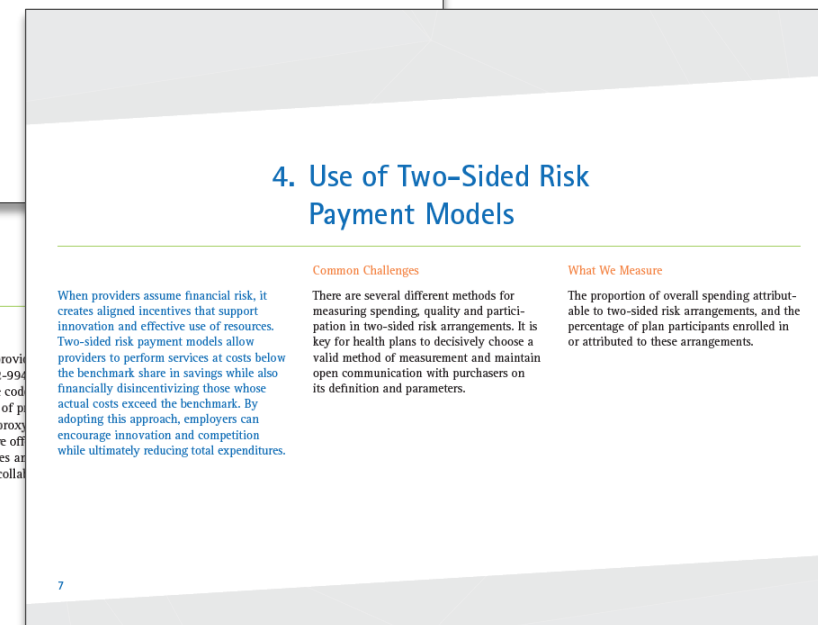 4. Use of Two-Sided Risk
Payment Models
When providers assume financial risk, it
creates aligned incentives that support
innovation and effective use of resources.
Two-sided risk payment models allow
providers to perform services at costs below
the benchmark share in savings while also
financially disincentivizing those whose
actual costs exceed the benchmark. By
adopting this approach, employers can
encourage innovation and competition
while ultimately reducing total expenditures.
Common Challenges
There are several different methods for
measuring spending, quality and partici-
pation in two-sided risk arrangements. It is
key for health plans to decisively choose a
valid method of measurement and maintain
open communication with purchasers on
its definition and parameters.
What We Measure
The proportion of overall spending attribut-
able to two-sided risk arrangements, and the
percentage of plan participants enrolled in
or attributed to these arrangements.
7